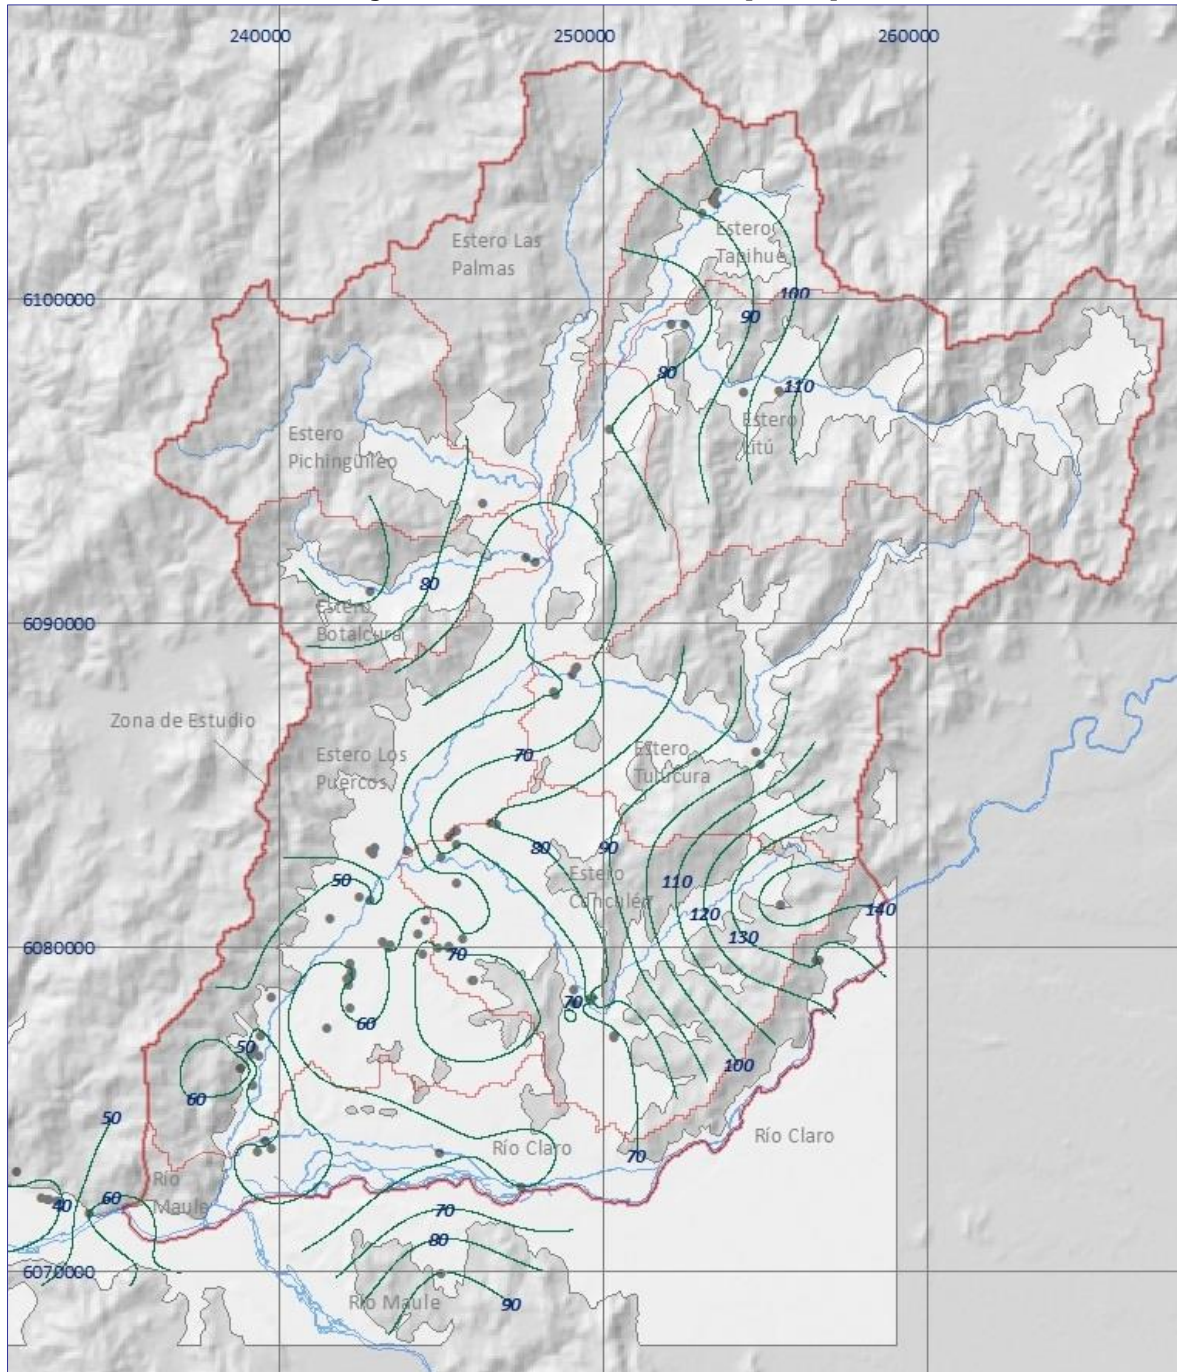 240000
250000
260000
Estero Las
Palmas
Estero
Tapihue
6100000
100
90
80
110
Estero
Litú
Estero
Pichingüileo
80
Estero
Botalcura
6090000
Zona de Estudio
Estero Los
Puercos
70
Estero
Tutucura
80
90
50
110
Estero
120
140
130
6080000
70
70
60
50
100
60
50
Río Claro
Río Claro
70
Río
Maule
60
40
70
80
6070000
Río Maule
90